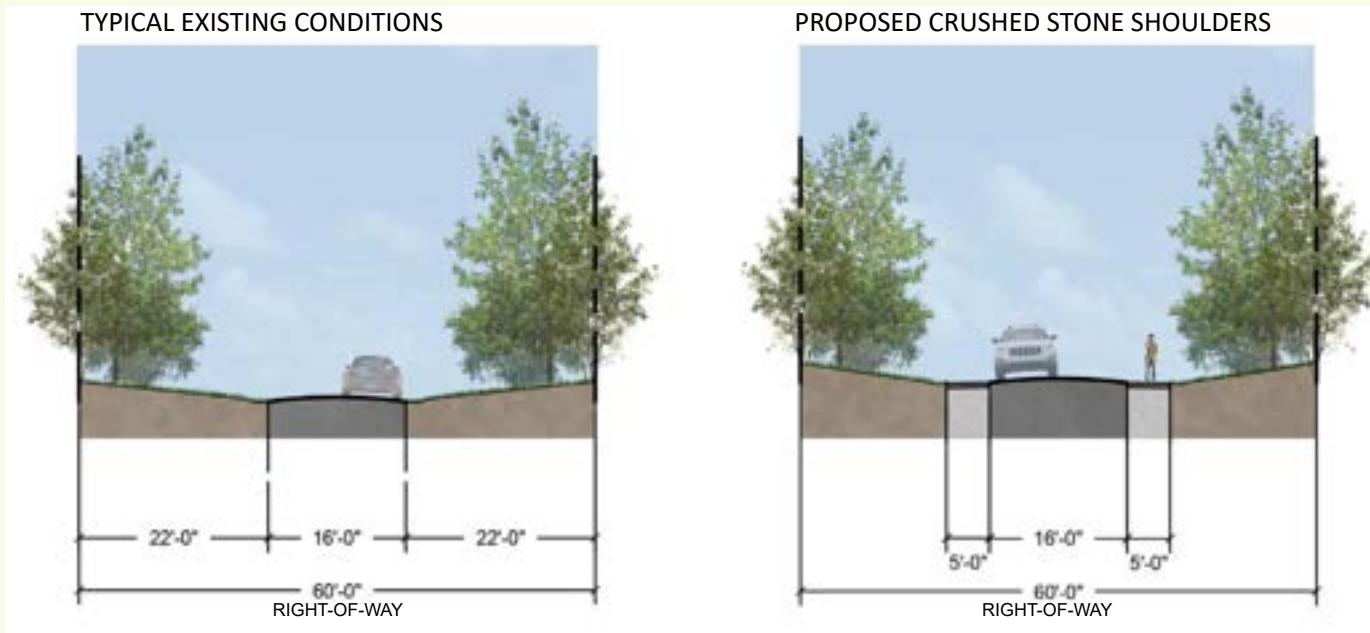 TYPICAL EXISTING CONDITIONS
22'-0" 16'-0" 22'-0"
60'-0"
RIGHT-OF-WAY
PROPOSED CRUSHED STONE SHOULDERS
16'-0"
5'-0" 5'-0"
60'-0"
RIGHT-OF-WAY